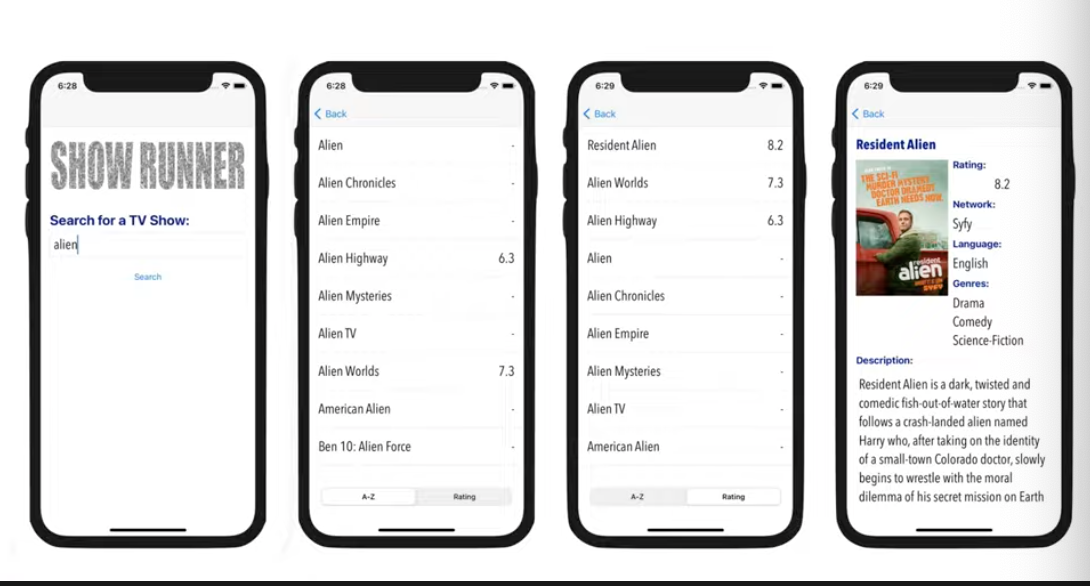 6:28
SHOW RUNNER
Search for a TV Show:
alien
Search
6:28
Back
Alien -
Alien Chronicles -
Alien Empire -
Alien Highway 6.3
Alien Mysteries -
Alien TV -
Alien Worlds 7.3
American Alien -
Ben 10: Alien Force -
A-Z Rating
6:29
Back
Resident Alien 8.2
Alien Worlds 7.3
Alien Highway 6.3
Alien -
Alien Chronicles -
Alien Empire -
Alien Mysteries -
Alien TV -
American Alien -
A-Z Rating
6:29
Back
Resident Alien
THE SCI-FI
MURDER MYSTERY
DOCTOR DRAMEDY
EARTH NEEDS NOW.
resident
alien
Rating:
8.2
Network:
Syfy
Language:
English
Genres:
Drama
Comedy
Science-Fiction
Description:
Resident Alien is a dark, twisted and
comedic fish-out-of-water story that
follows a crash-landed alien named
Harry who, after taking on the identity
of a small-town Colorado doctor, slowly
begins to wrestle with the moral
dilemma of his secret mission on Earth